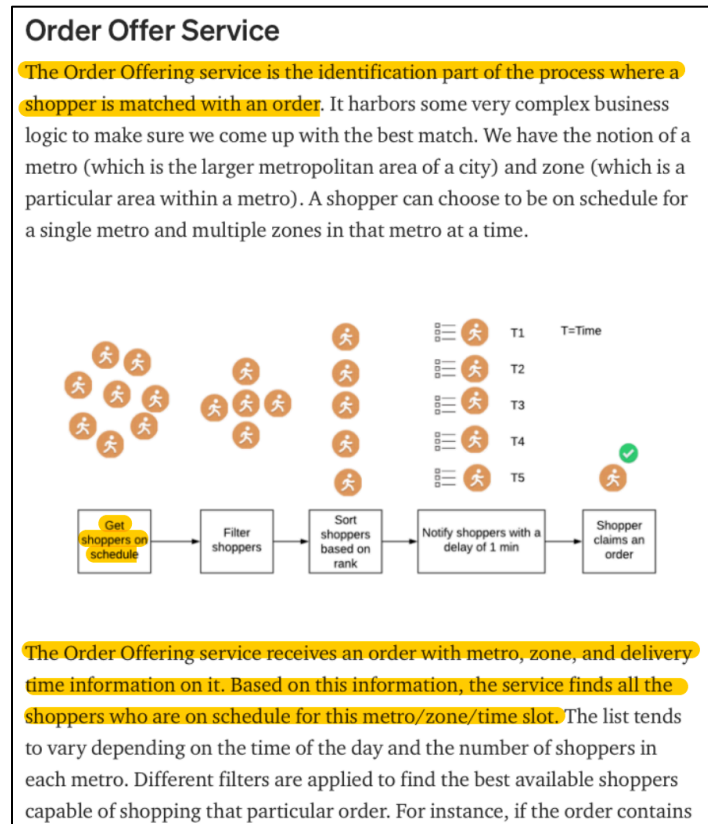 Order Offer Service
The Order Offering service is the identification part of the process where a
shopper is matched with an order. It harbors some very complex business
logic to make sure we come up with the best match. We have the notion of a
metro (which is the larger metropolitan area of a city) and zone (which is a
particular area within a metro). A shopper can choose to be on schedule for
a single metro and multiple zones in that metro at a time.
T1
T=Time
T2
T3
T4
T5
Get
shoppers on
schedule
Filter
shoppers
Sort
shoppers
based on
rank
Notify shoppers with a
delay of 1 min
Shopper
claims an
order
The Order Offering service receives an order with metro, zone, and delivery
time information on it. Based on this information, the service finds all the
shoppers who are on schedule for this metro/zone/time slot. The list tends
to vary depending on the time of the day and the number of shoppers in
each metro. Different filters are applied to find the best available shoppers
capable of shopping that particular order. For instance, if the order contains